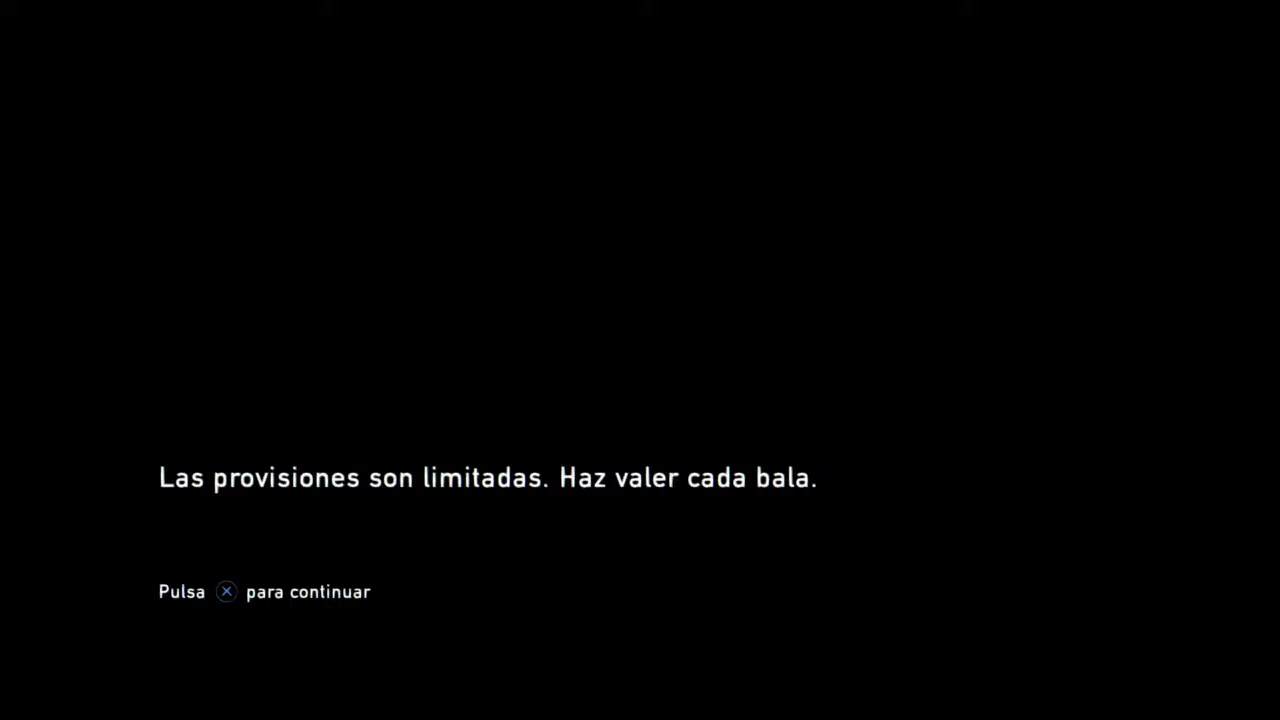 Las provisiones son limitadas. Haz valer cada bala.
Pulsa ⓧ para continuar